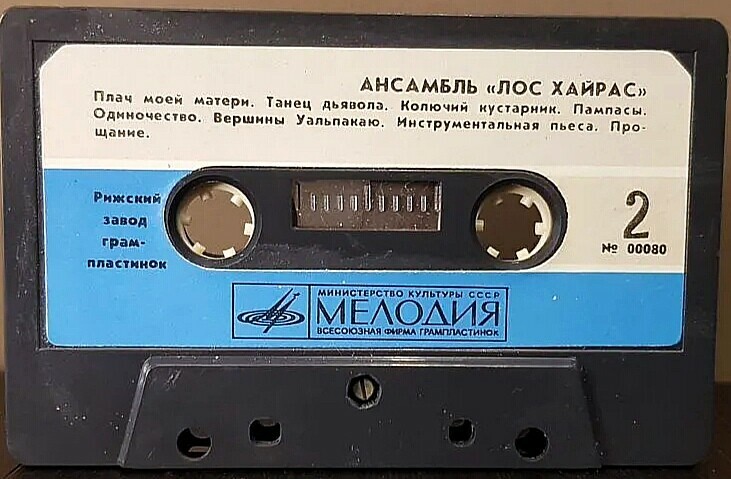 АНСАМБЛЬ «ЛОС ХАЙРАС»
Плач моей матери. Танец дьявола. Колючий кустарник. Пампасы.
Одиночество. Вершины Уальпакаю. Инструментальная пьеса. Про-
щание.
Рижский
завод
грам-
пластинок
2
№ 00080
МИНИСТЕРСТВО КУЛЬТУРЫ СССР
МЕЛОДИЯ
ВСЕСОЮЗНАЯ ФИРМА ГРАМПЛАСТИНОК